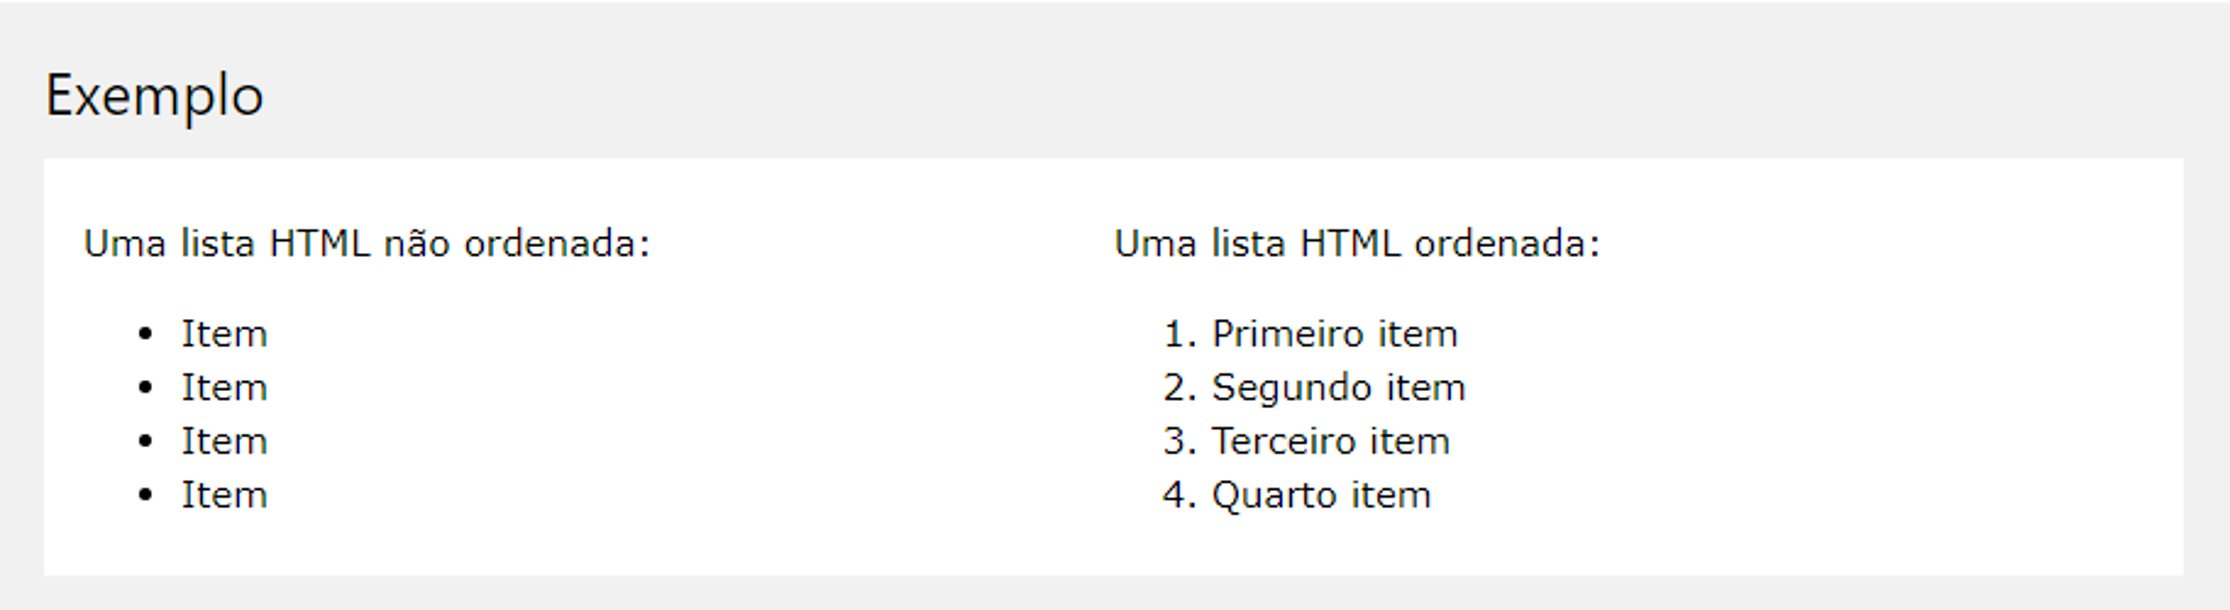 Exemplo
Uma lista HTML não ordenada:
• Item
• Item
• Item
• Item
Uma lista HTML ordenada:
1. Primeiro item
2. Segundo item
3. Terceiro item
4. Quarto item